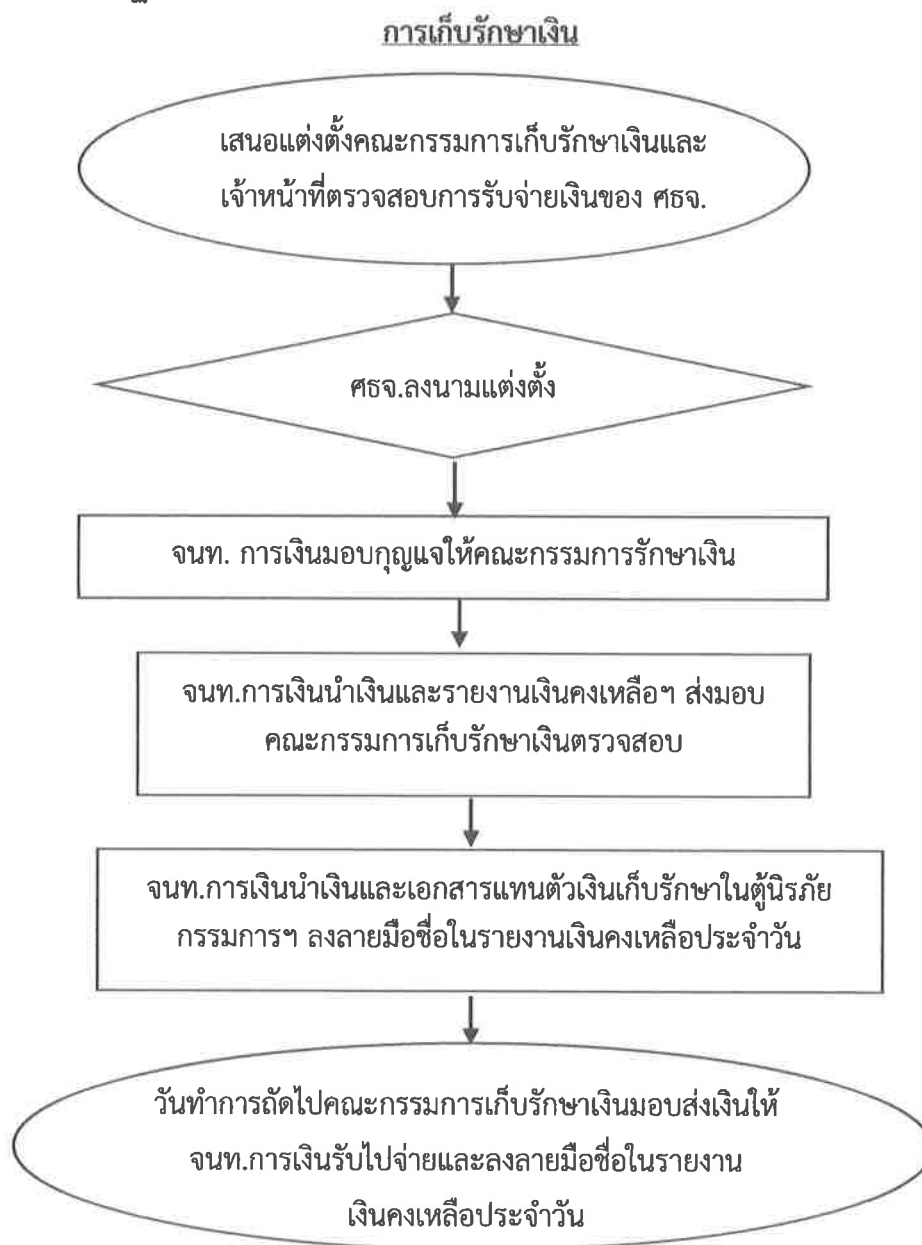 การเก็บรักษาเงิน
เสนอแต่งตั้งคณะกรรมการเก็บรักษาเงินและ
เจ้าหน้าที่ตรวจสอบการรับจ่ายเงินของ ศธจ.
ศธจ.ลงนามแต่งตั้ง
จนท. การเงินมอบกุญแจให้คณะกรรมการรักษาเงิน
จนท.การเงินนำเงินและรายงานเงินคงเหลือฯ ส่งมอบ
คณะกรรมการเก็บรักษาเงินตรวจสอบ
จนท.การเงินนำเงินและเอกสารแทนตัวเงินเก็บรักษาในตู้นิรภัย
กรรมการฯ ลงลายมือชื่อในรายงานเงินคงเหลือประจำวัน
วันทำการถัดไปคณะกรรมการเก็บรักษาเงินมอบส่งเงินให้
จนท.การเงินรับไปจ่ายและลงลายมือชื่อในรายงาน
เงินคงเหลือประจำวัน